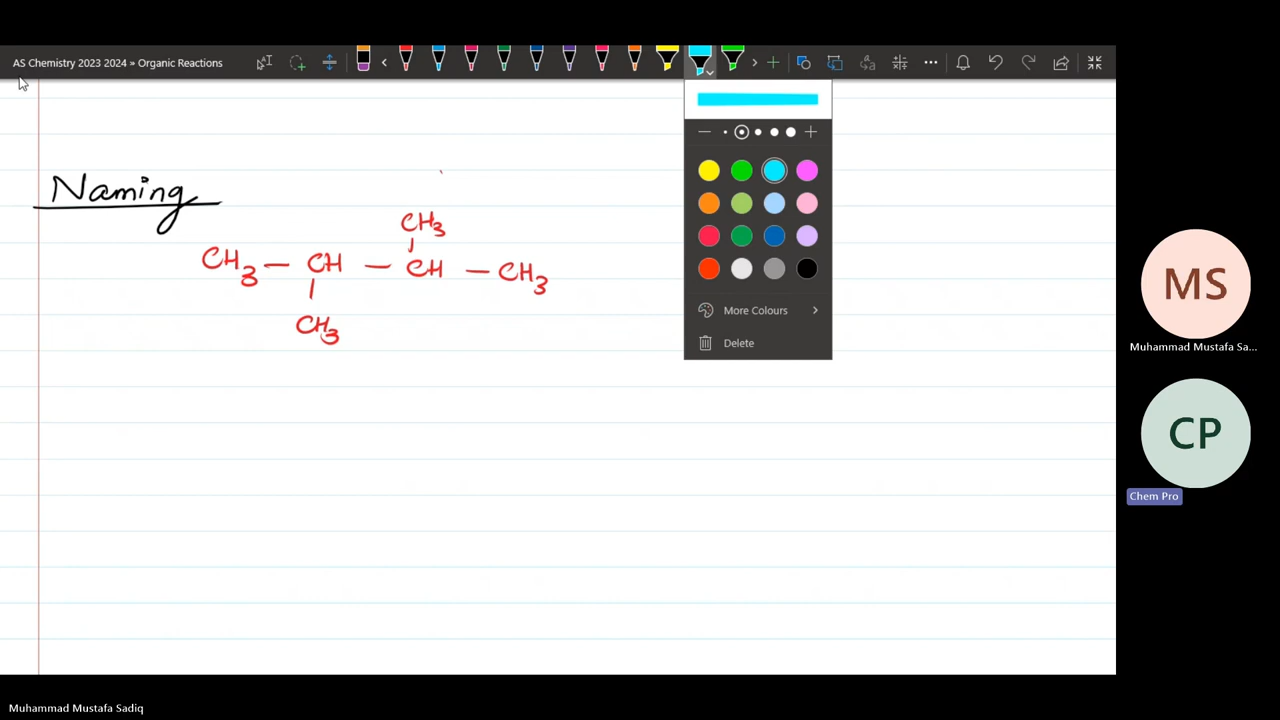 AS Chemistry 2023 2024 » Organic Reactions
Naming
CH3
CH3 — CH — CH — CH3
CH3
More Colours
Delete
MS
Muhammad Mustafa Sa...
CP
Chem Pro
Muhammad Mustafa Sadiq